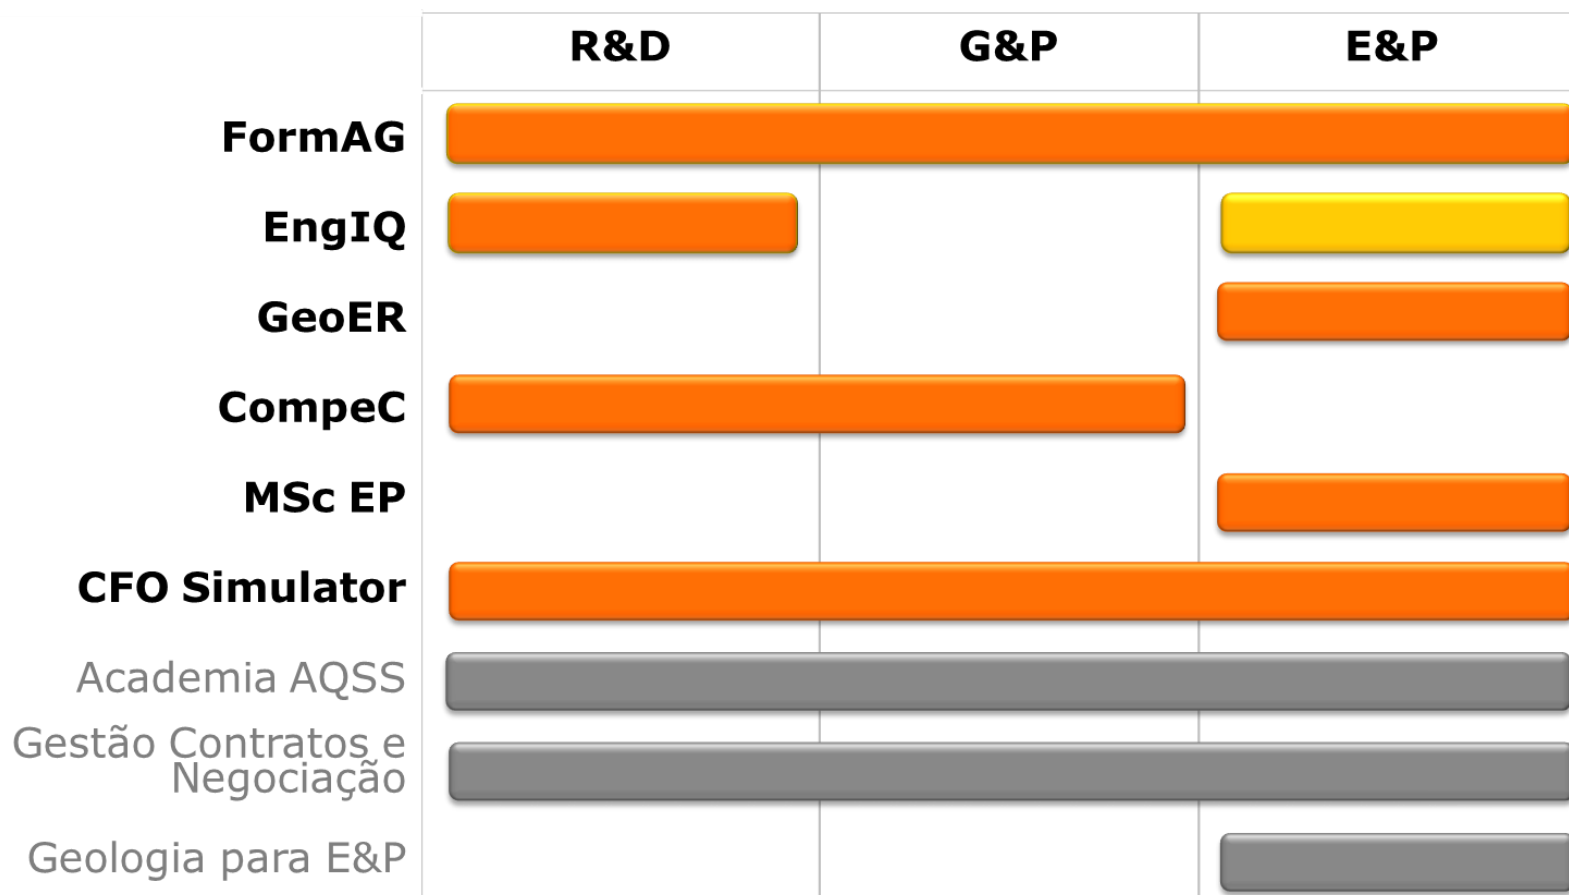 R&D G&P E&P
FormAG
EngIQ
GeoER
CompeC
MSc EP
CFO Simulator
Academia AQSS
Gestão Contratos e
Negociação
Geologia para E&P